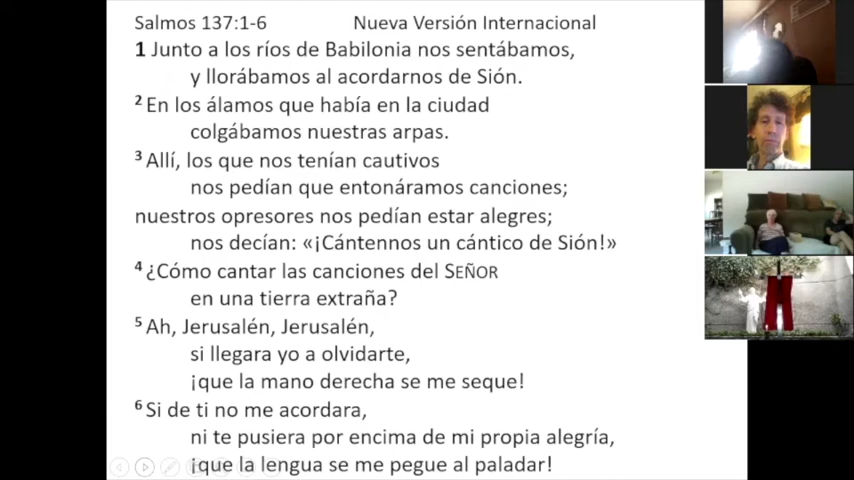 Salmos 137:1-6 Nueva Versión Internacional
1 Junto a los ríos de Babilonia nos sentábamos,
y llorábamos al acordarnos de Sión.
2 En los álamos que había en la ciudad
colgábamos nuestras arpas.
3 Allí, los que nos tenían cautivos
nos pedían que entonáramos canciones;
nuestros opresores nos pedían estar alegres;
nos decían: «¡Cántennos un cántico de Sión!»
4 ¿Cómo cantar las canciones del SEÑOR
en una tierra extraña?
5 Ah, Jerusalén, Jerusalén,
si llegara yo a olvidarte,
¡que la mano derecha se me seque!
6 Si de ti no me acordara,
ni te pusiera por encima de mi propia alegría,
¡que la lengua se me pegue al paladar!